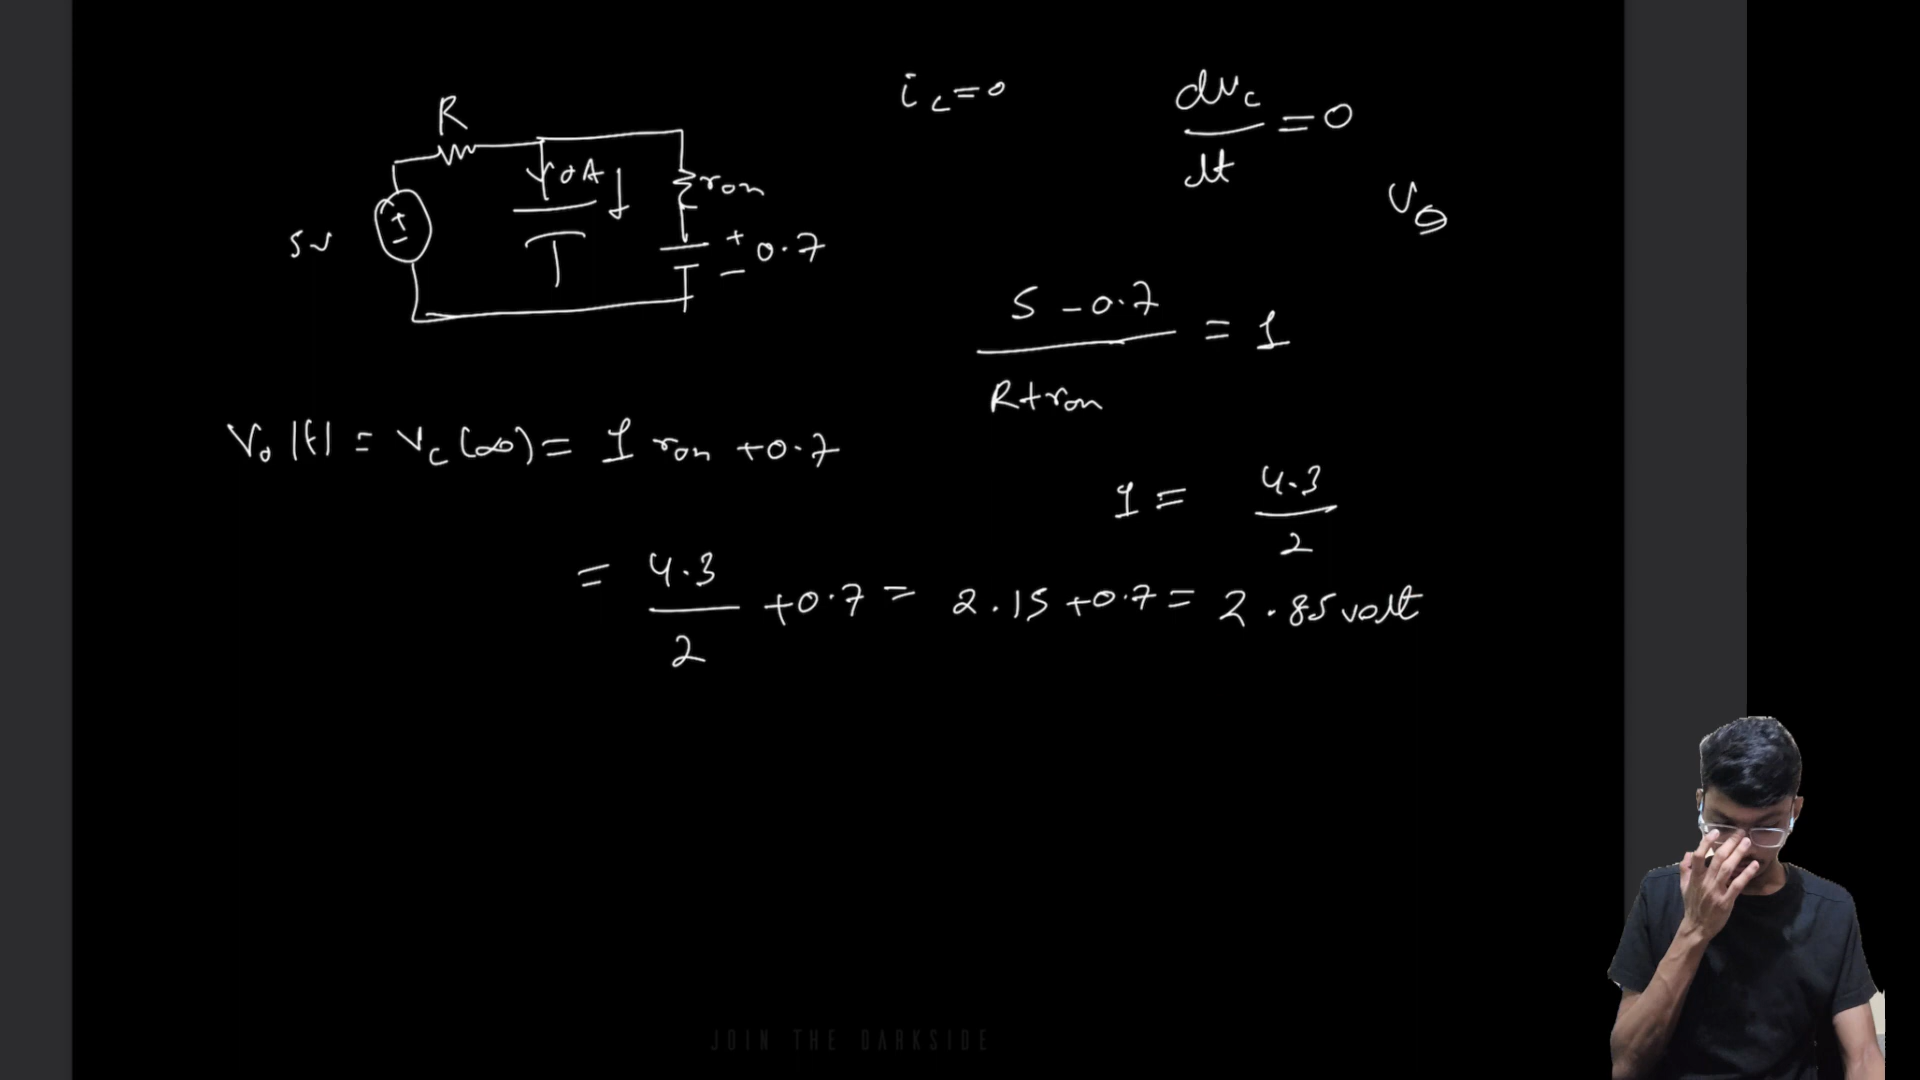 R
i_c = 0
dv_c / dt = 0
0A
r_on
5v
+
-
+
-
0.7
5 - 0.7 / R + r_on = I
V_o(t) = V_c(∞) = I r_on + 0.7
I = 4.3 / 2
= 4.3 / 2 + 0.7 = 2.15 + 0.7 = 2.85 volt
JOIN THE DARKSIDE